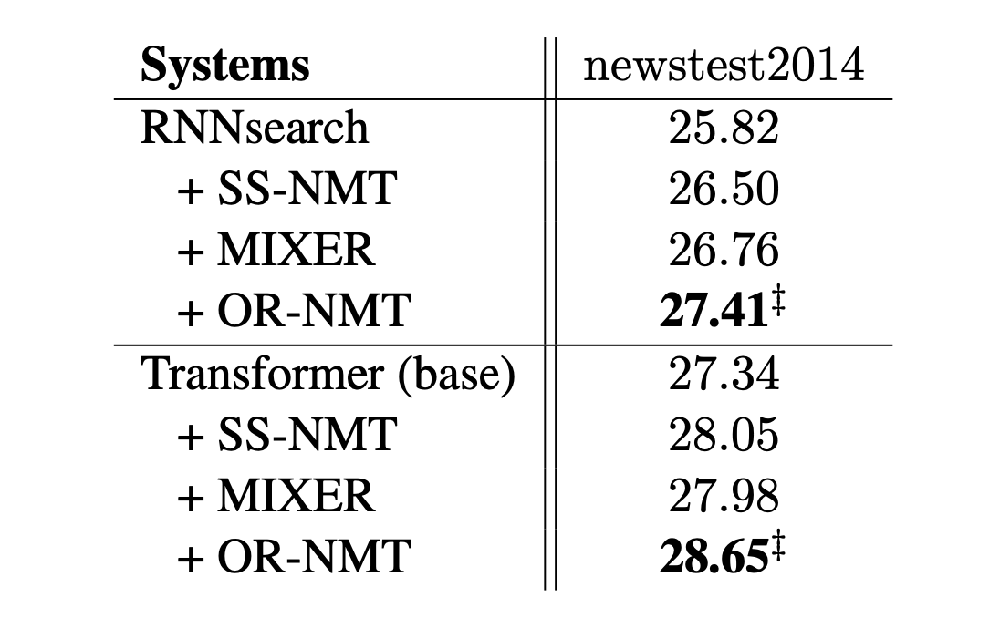 Systems newstest2014
RNNsearch 25.82
+ SS-NMT 26.50
+ MIXER 26.76
+ OR-NMT 27.41‡
Transformer (base) 27.34
+ SS-NMT 28.05
+ MIXER 27.98
+ OR-NMT 28.65‡